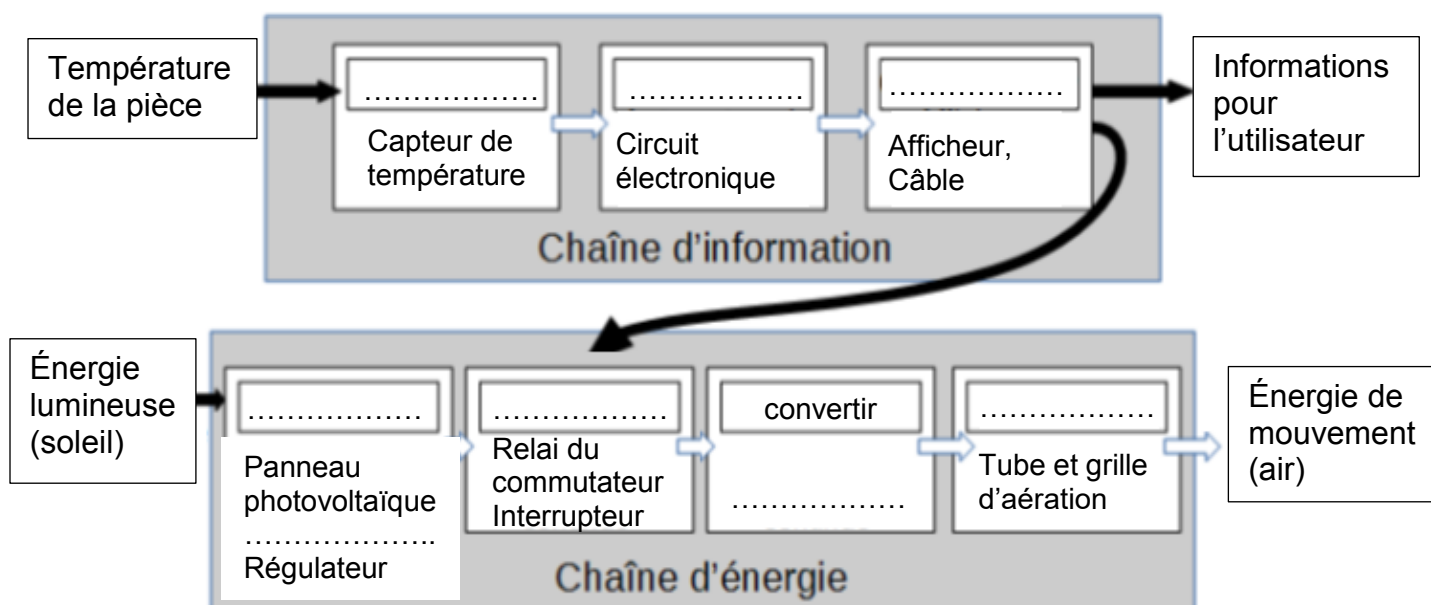 Température
de la pièce
………………
Capteur de
température
………………
Circuit
électronique
………………
Afficheur,
Câble
Informations
pour
l’utilisateur
Chaîne d’information
Énergie
lumineuse
(soleil)
………………
Panneau
photovoltaïque
………………..
Régulateur
………………
Relai du
commutateur
Interrupteur
convertir
………………
………………
Tube et grille
d’aération
Énergie de
mouvement
(air)
Chaîne d’énergie